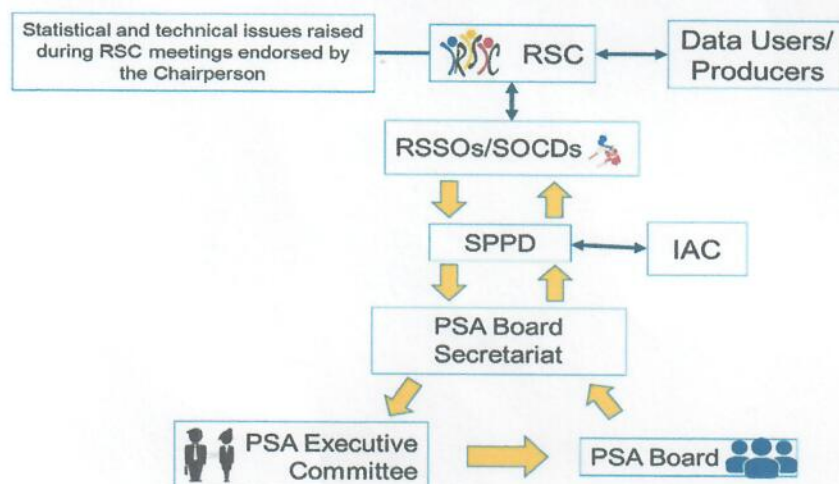 Statistical and technical issues raised
during RSC meetings endorsed by
the Chairperson
RSC RSC
Data Users/
Producers
RSSOs/SOCDs
SPPD
IAC
PSA Board
Secretariat
PSA Executive
Committee
PSA Board